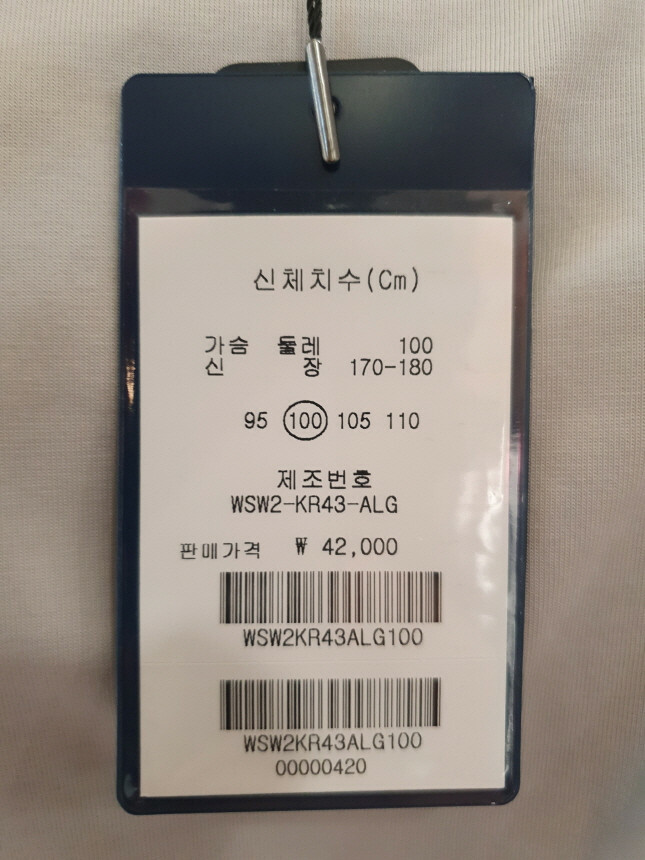 신체치수(Cm)
가슴 둘레 100
신 장 170-180
95 100 105 110
제조번호
WSW2-KR43-ALG
판매가격 ₩ 42,000
WSW2KR43ALG100
WSW2KR43ALG100
00000420